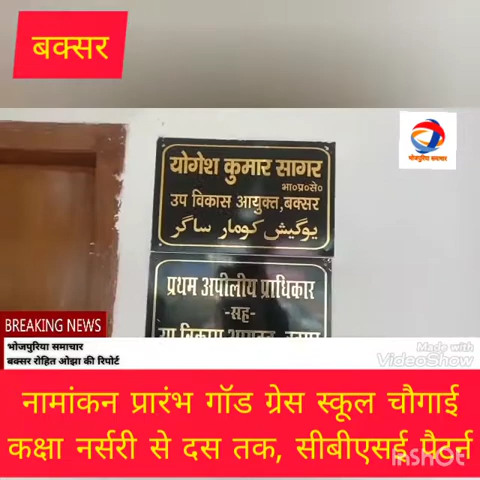 बक्सर
भोजपुरिया समाचार
योगेश कुमार सागर
भा०प्र०से०
उप विकास आयुक्त,बक्सर
یوگیش کومار ساگر
प्रथम अपीलीय प्राधिकार
-सह-
BREAKING NEWS
भोजपुरिया समाचार
बक्सर रोहित ओझा की रिपोर्ट
Made with
VideoShow
नामांकन प्रारंभ गॉड ग्रेस स्कूल चौगाई
कक्षा नर्सरी से दस तक, सीबीएसई पैटर्न
InShOt